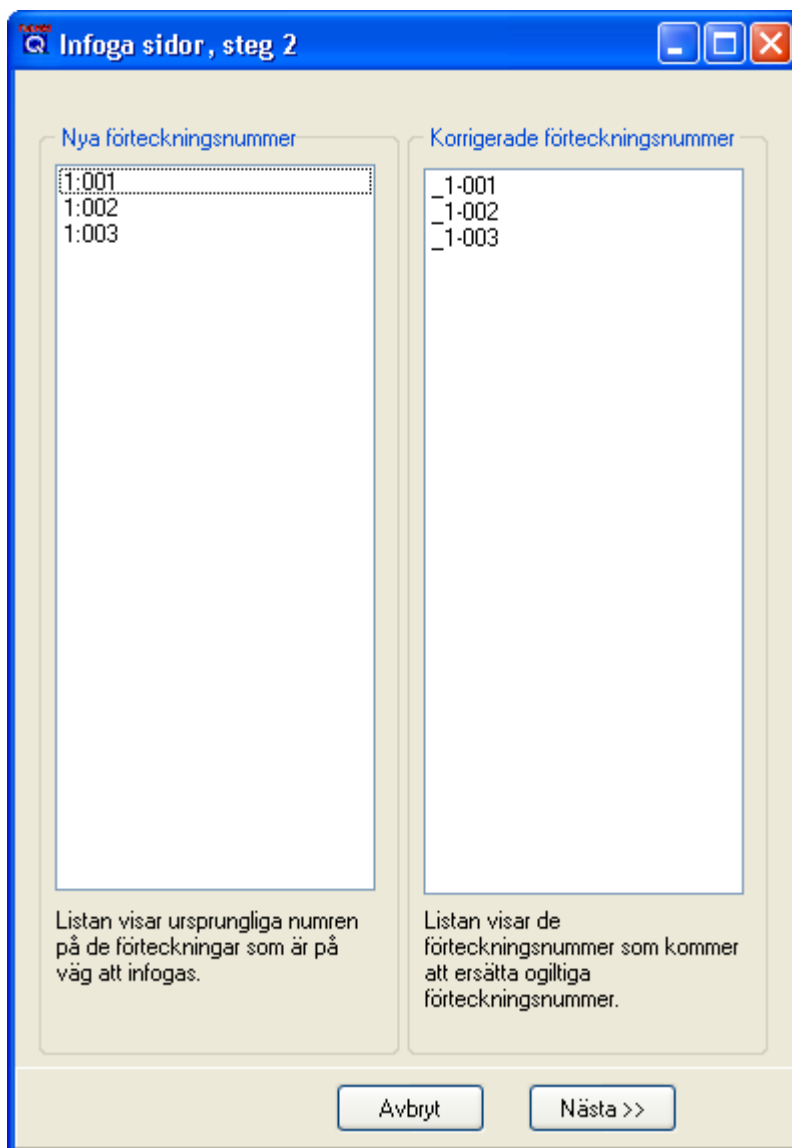 Infoga sidor, steg 2
Nya förteckningsnummer
1:001
1:002
1:003
Listan visar ursprungliga numren
på de förteckningar som är på
väg att infogas.
Korrigerade förteckningsnummer
_1-001
_1-002
_1-003
Listan visar de
förteckningsnummer som kommer
att ersätta ogiltiga
förteckningsnummer.
Avbryt
Nästa >>